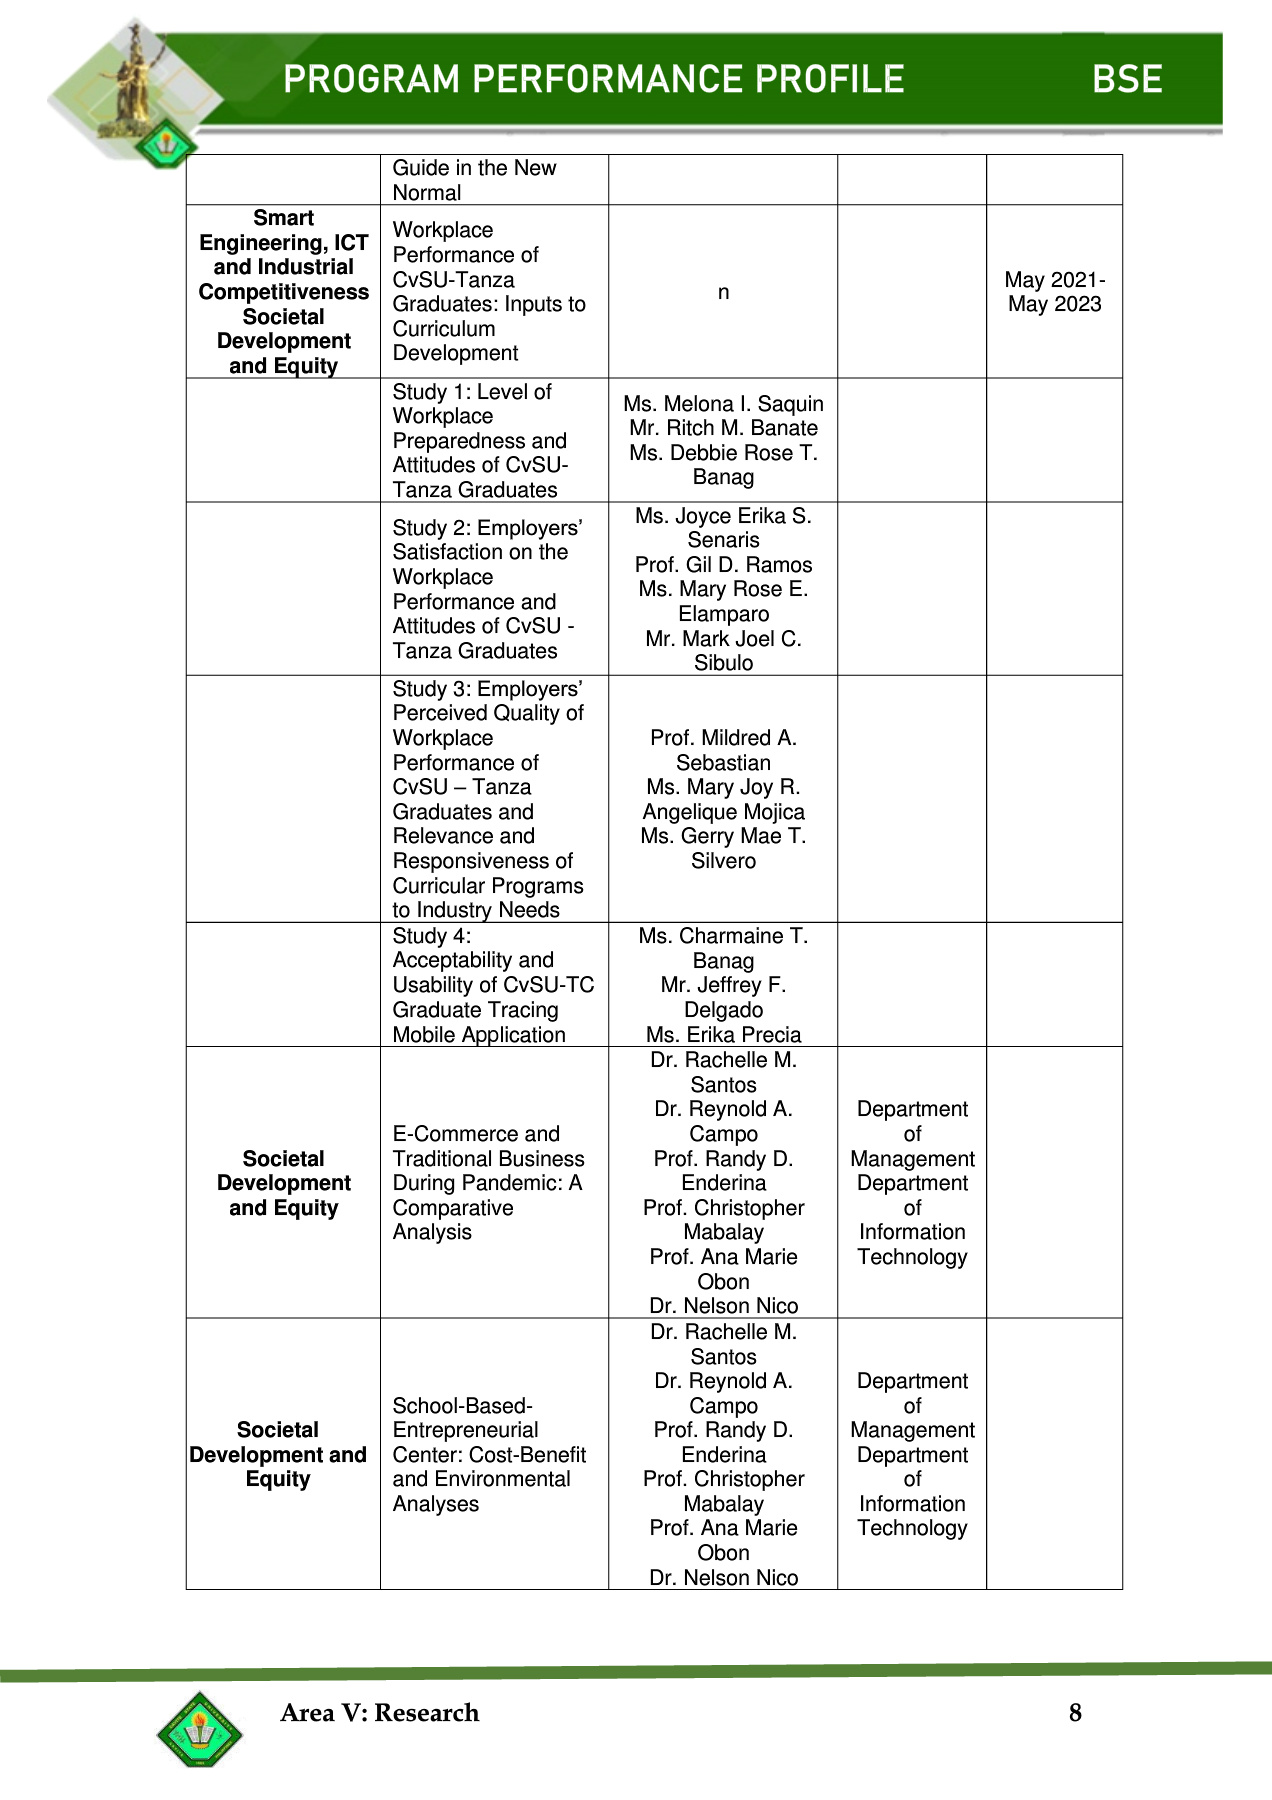 PROGRAM PERFORMANCE PROFILE BSE
Guide in the New
Normal
Smart
Engineering, ICT
and Industrial
Competitiveness
Societal
Development
and Equity
Workplace
Performance of
CvSU-Tanza
Graduates: Inputs to
Curriculum
Development
n
May 2021-
May 2023
Study 1: Level of
Workplace
Preparedness and
Attitudes of CvSU-
Tanza Graduates
Ms. Melona I. Saquin
Mr. Ritch M. Banate
Ms. Debbie Rose T.
Banag
Study 2: Employers’
Satisfaction on the
Workplace
Performance and
Attitudes of CvSU -
Tanza Graduates
Ms. Joyce Erika S.
Senaris
Prof. Gil D. Ramos
Ms. Mary Rose E.
Elamparo
Mr. Mark Joel C.
Sibulo
Study 3: Employers’
Perceived Quality of
Workplace
Performance of
CvSU – Tanza
Graduates and
Relevance and
Responsiveness of
Curricular Programs
to Industry Needs
Prof. Mildred A.
Sebastian
Ms. Mary Joy R.
Angelique Mojica
Ms. Gerry Mae T.
Silvero
Study 4:
Acceptability and
Usability of CvSU-TC
Graduate Tracing
Mobile Application
Ms. Charmaine T.
Banag
Mr. Jeffrey F.
Delgado
Ms. Erika Precia
Societal
Development
and Equity
E-Commerce and
Traditional Business
During Pandemic: A
Comparative
Analysis
Dr. Rachelle M.
Santos
Dr. Reynold A.
Campo
Prof. Randy D.
Enderina
Prof. Christopher
Mabalay
Prof. Ana Marie
Obon
Dr. Nelson Nico
Department
of
Management
Department
of
Information
Technology
Societal
Development and
Equity
School-Based-
Entrepreneurial
Center: Cost-Benefit
and Environmental
Analyses
Dr. Rachelle M.
Santos
Dr. Reynold A.
Campo
Prof. Randy D.
Enderina
Prof. Christopher
Mabalay
Prof. Ana Marie
Obon
Dr. Nelson Nico
Department
of
Management
Department
of
Information
Technology
Area V: Research 8